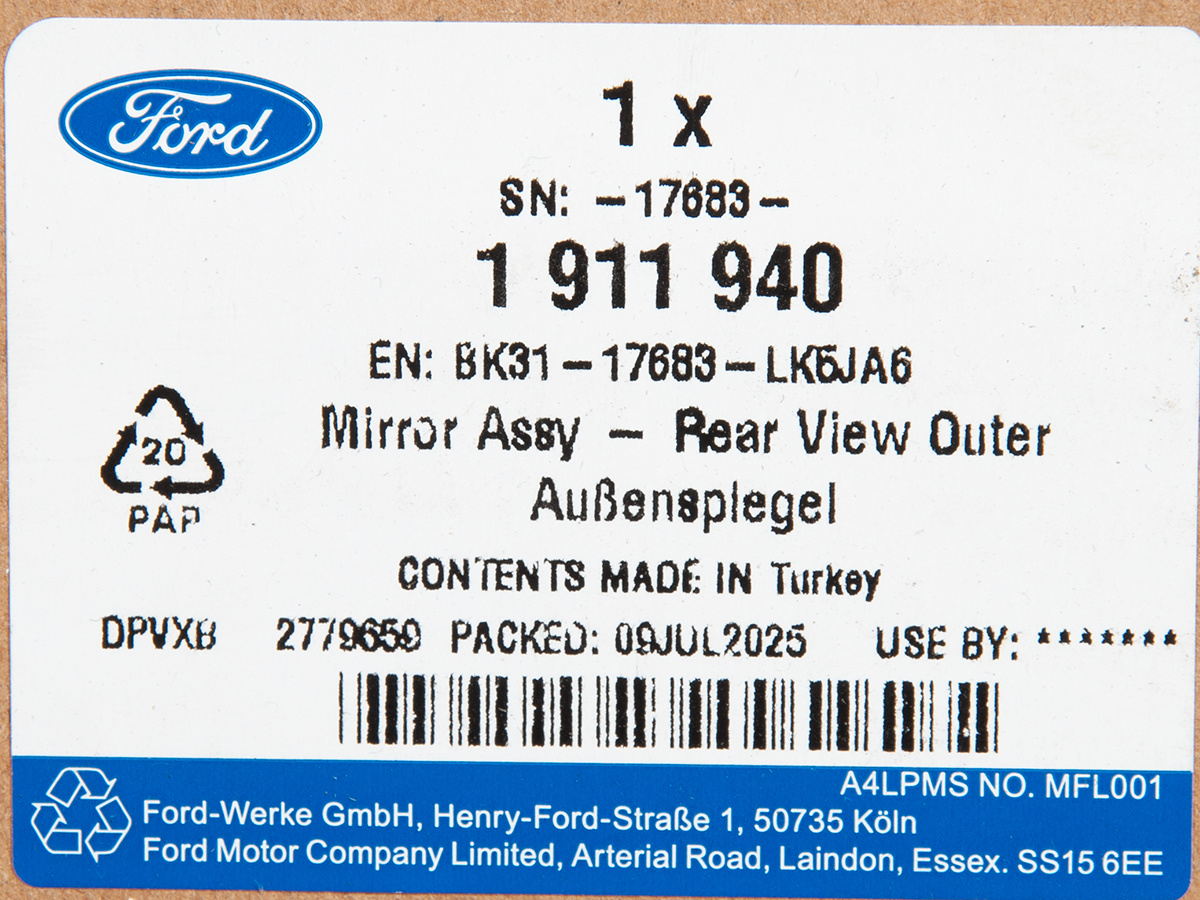 Ford
1 x
SN: -17683-
1 911 940
EN: BK31-17683-LK5JA6
Mirror Assy - Rear View Outer
Außenspiegel
20
PAP
CONTENTS MADE IN Turkey
DPVXB 2779659 PACKED: 09JUL2025 USE BY: *******
A4LPMS NO. MFL001
Ford-Werke GmbH, Henry-Ford-Straße 1, 50735 Köln
Ford Motor Company Limited, Arterial Road, Laindon, Essex. SS15 6EE